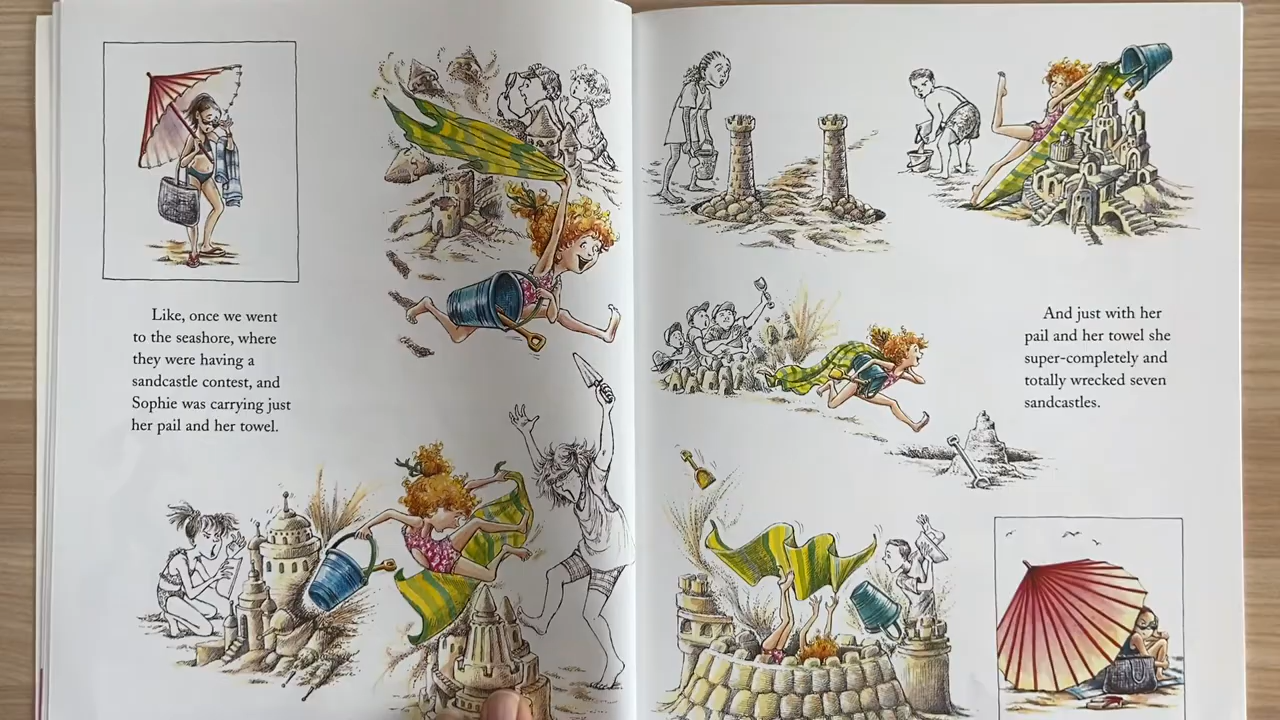 Like, once we went
to the seashore, where
they were having a
sandcastle contest, and
Sophie was carrying just
her pail and her towel.
And just with her
pail and her towel she
super-completely and
totally wrecked seven
sandcastles.